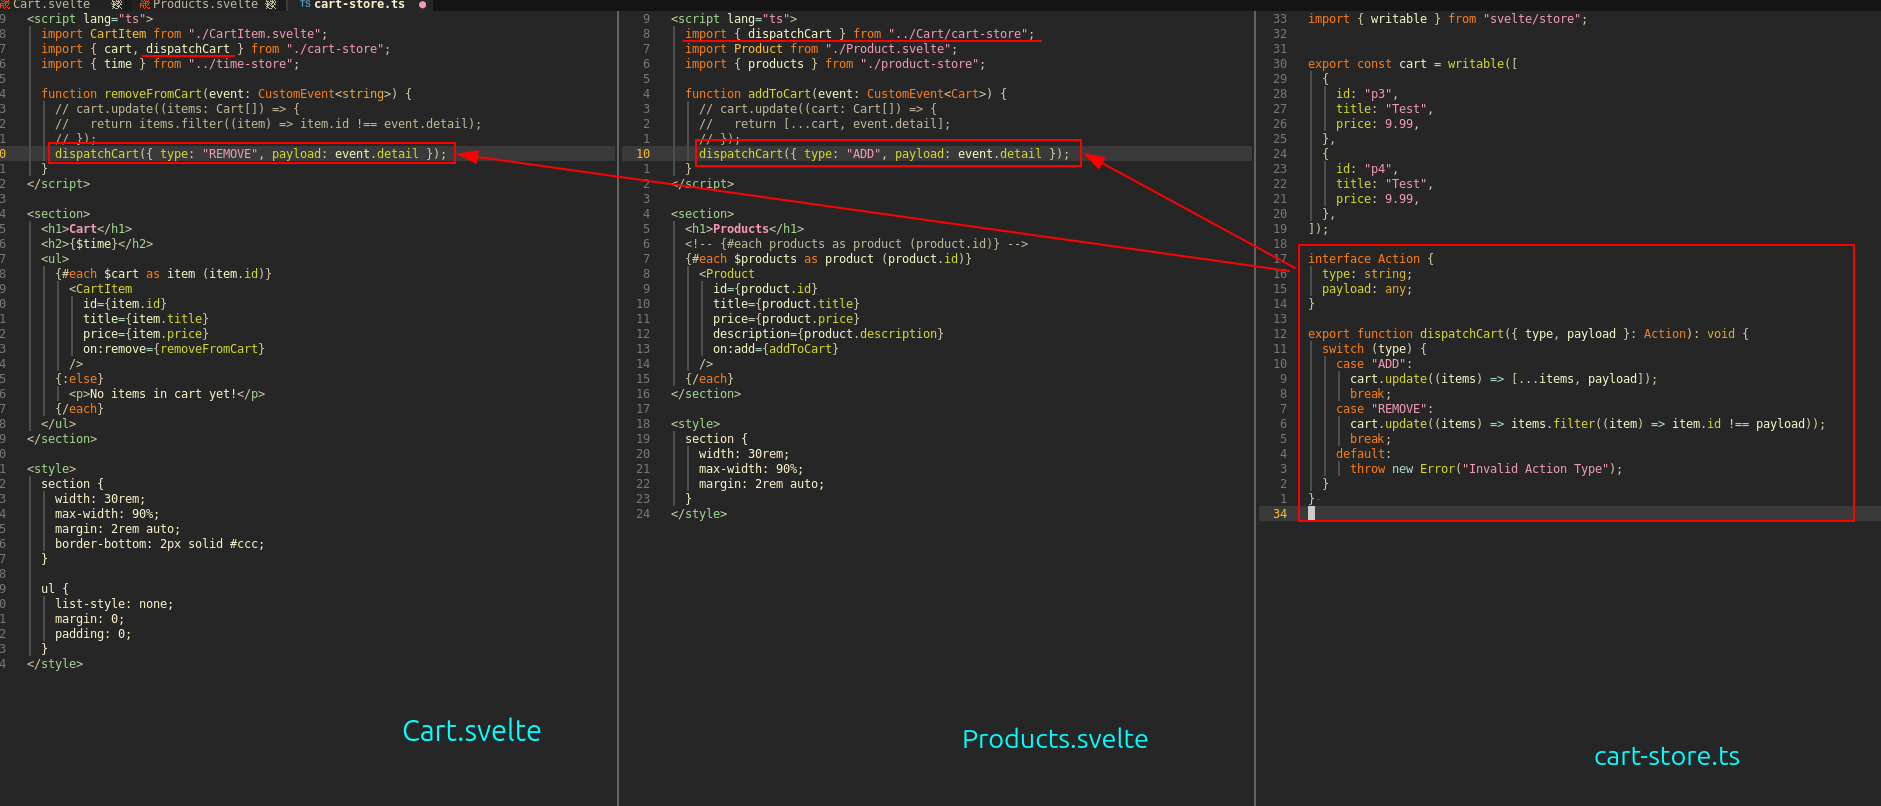 Cart.svelte Products.svelte TS cart-store.ts
9 <script lang="ts">
8 import CartItem from "./CartItem.svelte";
7 import { cart, dispatchCart } from "./cart-store";
6 import { time } from "../time-store";
5
4 function removeFromCart(event: CustomEvent<string>) {
3 // cart.update((items: Cart[]) => {
2 //   return items.filter((item) => item.id !== event.detail);
1 // });
0 dispatchCart({ type: "REMOVE", payload: event.detail });
1 }
2 </script>
3
4 <section>
5 <h1>Cart</h1>
6 <h2>{$time}</h2>
7 <ul>
8 {#each $cart as item (item.id)}
9 <CartItem
0 id={item.id}
1 title={item.title}
2 price={item.price}
3 on:remove={removeFromCart}
4 />
5 {:else}
6 <p>No items in cart yet!</p>
7 {/each}
8 </ul>
9 </section>
0
1 <style>
2 section {
3 width: 30rem;
4 max-width: 90%;
5 margin: 2rem auto;
6 border-bottom: 2px solid #ccc;
7 }
8
9 ul {
0 list-style: none;
1 margin: 0;
2 padding: 0;
3 }
4 </style>
Cart.svelte
9 <script lang="ts">
8 import { dispatchCart } from "../Cart/cart-store";
7 import Product from "./Product.svelte";
6 import { products } from "./product-store";
5
4 function addToCart(event: CustomEvent<Cart>) {
3 // cart.update((cart: Cart[]) => {
2 //   return [...cart, event.detail];
1 // });
10 dispatchCart({ type: "ADD", payload: event.detail });
1 }
2 </script>
3
4 <section>
5 <h1>Products</h1>
6 <!-- {#each products as product (product.id)} -->
7 {#each $products as product (product.id)}
8 <Product
9 id={product.id}
10 title={product.title}
11 price={product.price}
12 description={product.description}
13 on:add={addToCart}
14 />
15 {/each}
16 </section>
17
18 <style>
19 section {
20 width: 30rem;
21 max-width: 90%;
22 margin: 2rem auto;
23 }
24 </style>
Products.svelte
33 import { writable } from "svelte/store";
32
31
30 export const cart = writable([
29 {
28 id: "p3",
27 title: "Test",
26 price: 9.99,
25 },
24 {
23 id: "p4",
22 title: "Test",
21 price: 9.99,
20 },
19 ]);
18
17 interface Action {
16 type: string;
15 payload: any;
14 }
13
12 export function dispatchCart({ type, payload }: Action): void {
11 switch (type) {
10 case "ADD":
9 cart.update((items) => [...items, payload]);
8 break;
7 case "REMOVE":
6 cart.update((items) => items.filter((item) => item.id !== payload));
5 break;
4 default:
3 throw new Error("Invalid Action Type");
2 }
1 }-
34
cart-store.ts